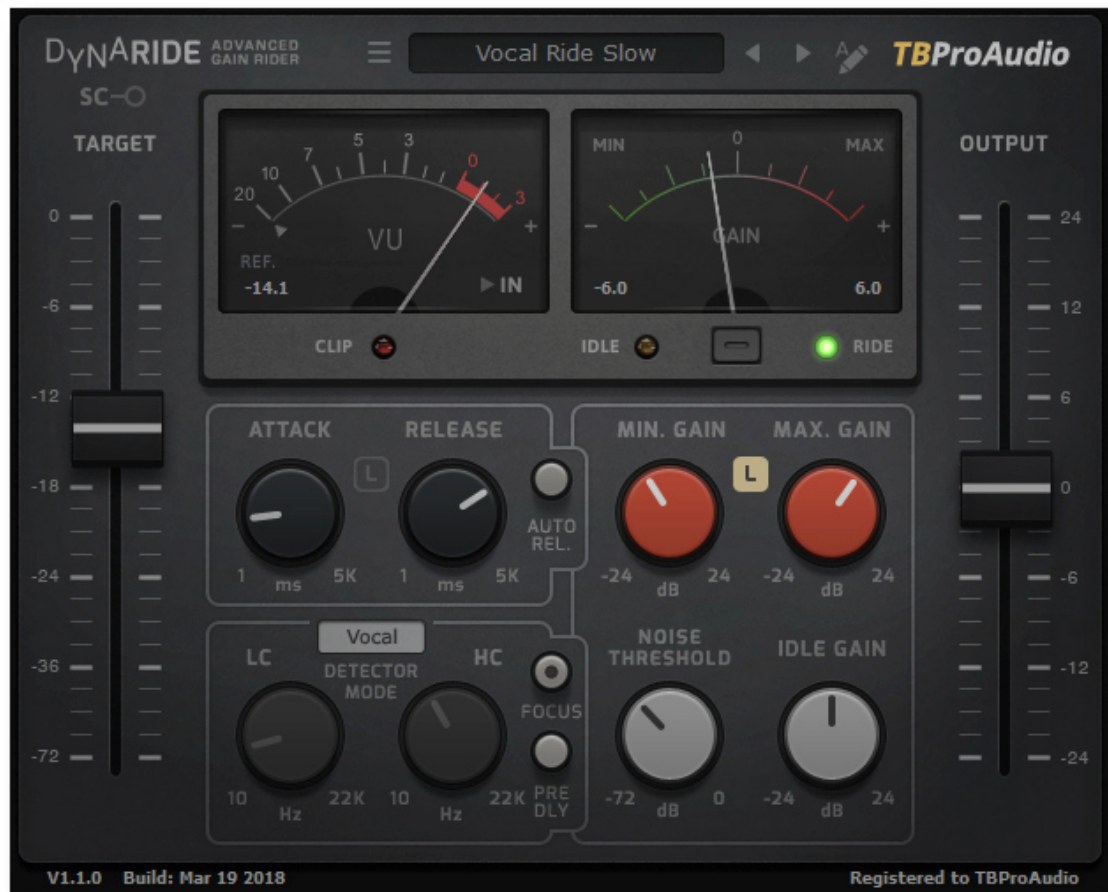 DYNARIDE ADVANCED GAIN RIDER
Vocal Ride Slow
A
TBProAudio
SC
TARGET
OUTPUT
0
-6
-12
-18
-24
-36
-72
20 10 7 5 3 0 3
- +
VU
REF.
-14.1
IN
MIN 0 MAX
- +
GAIN
-6.0 6.0
CLIP
IDLE
RIDE
24
12
6
0
-6
-12
-24
ATTACK
L
RELEASE
1 ms 5K
1 ms 5K
AUTO REL.
MIN. GAIN
L
MAX. GAIN
-24 dB 24
-24 dB 24
Vocal
LC
DETECTOR MODE
HC
FOCUS
10 Hz 22K
10 Hz 22K
PRE DLY
NOISE THRESHOLD
IDLE GAIN
-72 dB 0
-24 dB 24
V1.1.0 Build: Mar 19 2018
Registered to TBProAudio